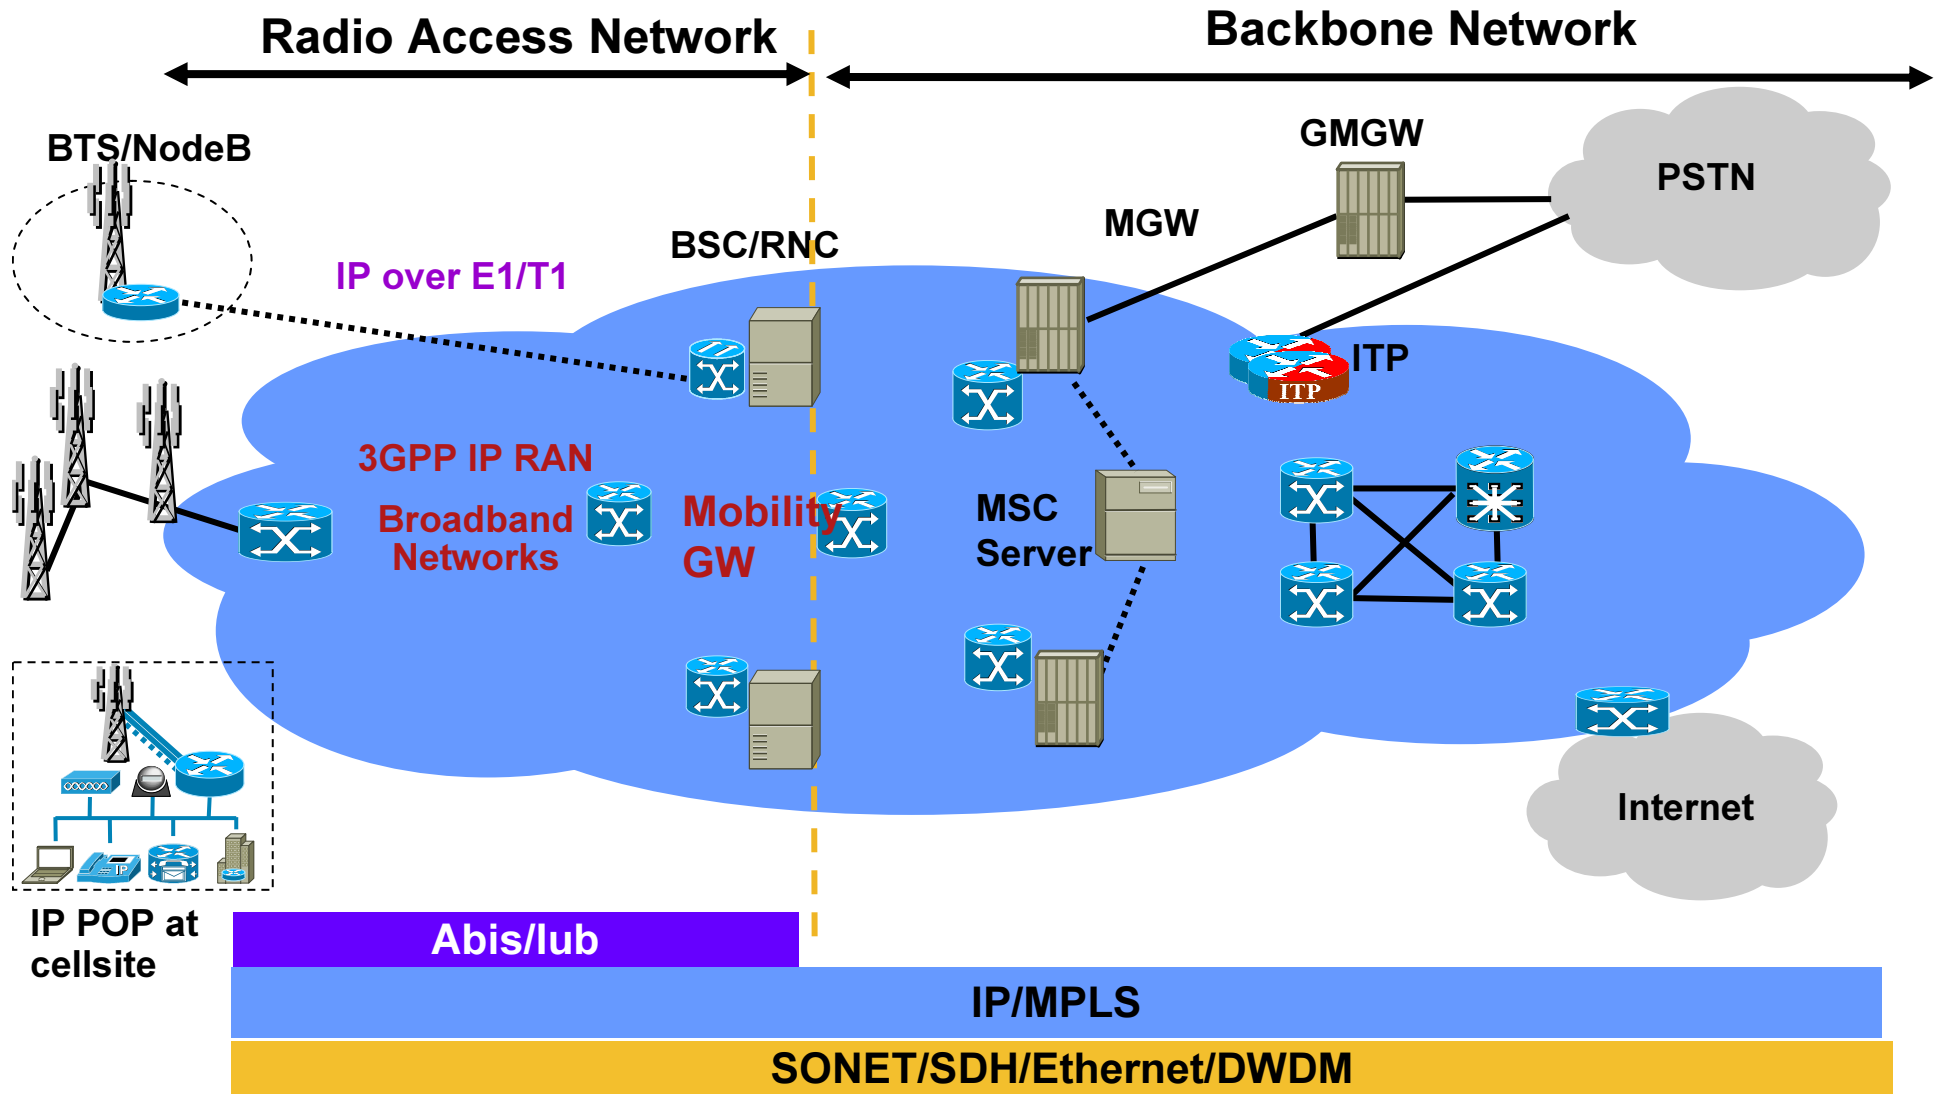 Radio Access Network
Backbone Network
BTS/NodeB
GMGW
PSTN
MGW
BSC/RNC
IP over E1/T1
ITP
ITP
3GPP IP RAN
Broadband
Networks
Mobility
GW
MSC
Server
IP
Internet
IP POP at
cellsite
Abis/Iub
IP/MPLS
SONET/SDH/Ethernet/DWDM